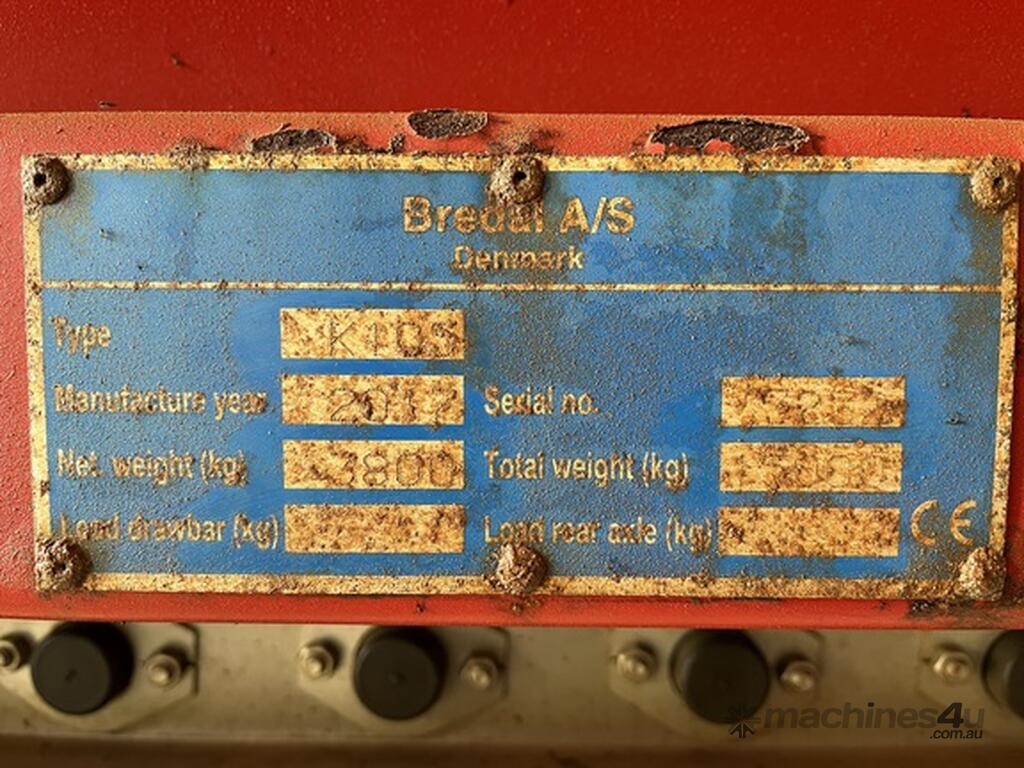 Bredal A/S
Denmark
Type K105
Manufacture year 2017 Serial no.
Net. weight (kg) 3800 Total weight (kg)
Load drawbar (kg) Load rear axle (kg) CE
machines4u
.com.au